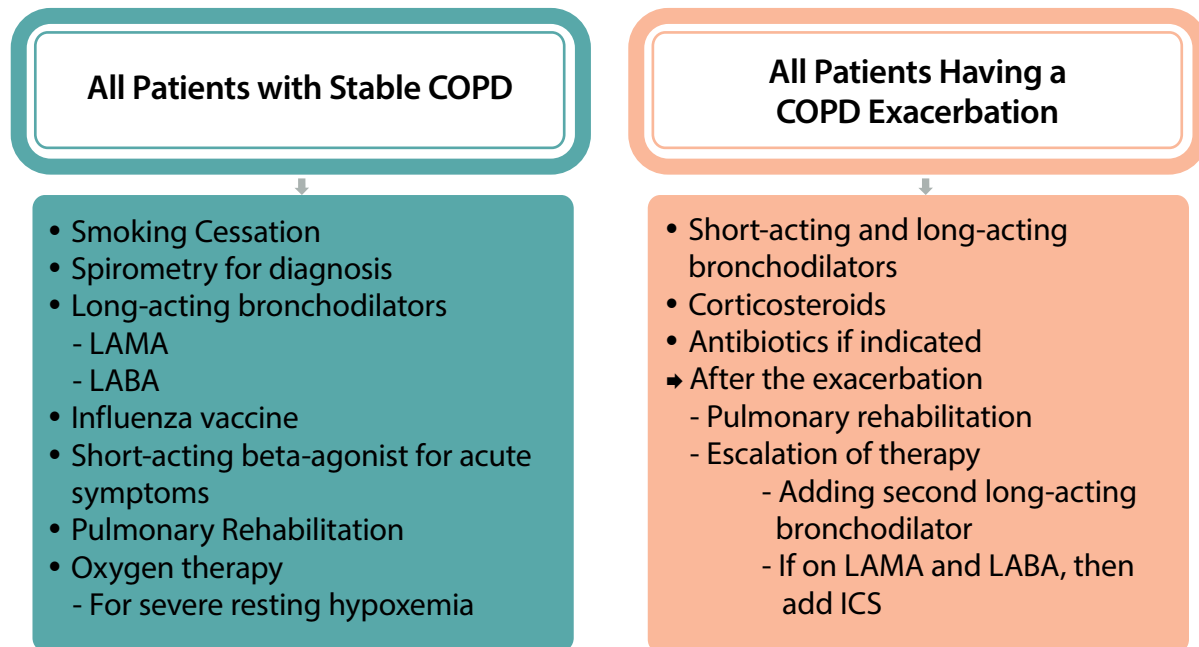 All Patients with Stable COPD
• Smoking Cessation
• Spirometry for diagnosis
• Long-acting bronchodilators
- LAMA
- LABA
• Influenza vaccine
• Short-acting beta-agonist for acute
symptoms
• Pulmonary Rehabilitation
• Oxygen therapy
- For severe resting hypoxemia
All Patients Having a
COPD Exacerbation
• Short-acting and long-acting
bronchodilators
• Corticosteroids
• Antibiotics if indicated
➡ After the exacerbation
- Pulmonary rehabilitation
- Escalation of therapy
- Adding second long-acting
bronchodilator
- If on LAMA and LABA, then
add ICS